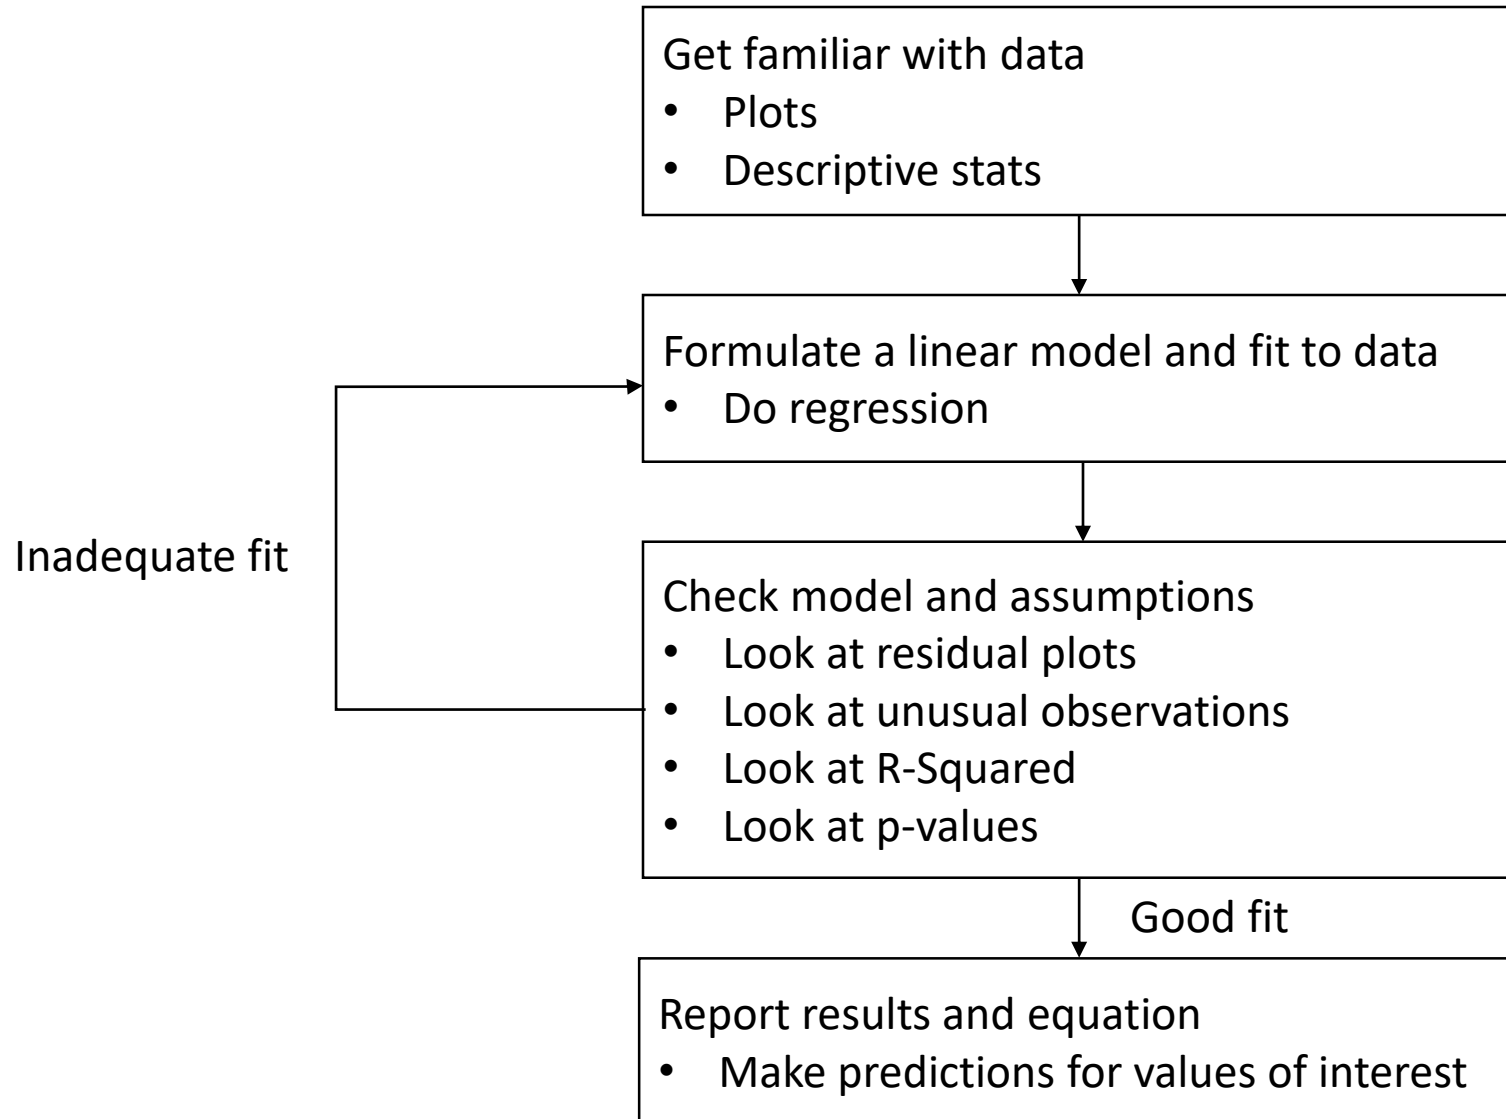 Get familiar with data
• Plots
• Descriptive stats
Formulate a linear model and fit to data
• Do regression
Inadequate fit
Check model and assumptions
• Look at residual plots
• Look at unusual observations
• Look at R-Squared
• Look at p-values
Good fit
Report results and equation
• Make predictions for values of interest